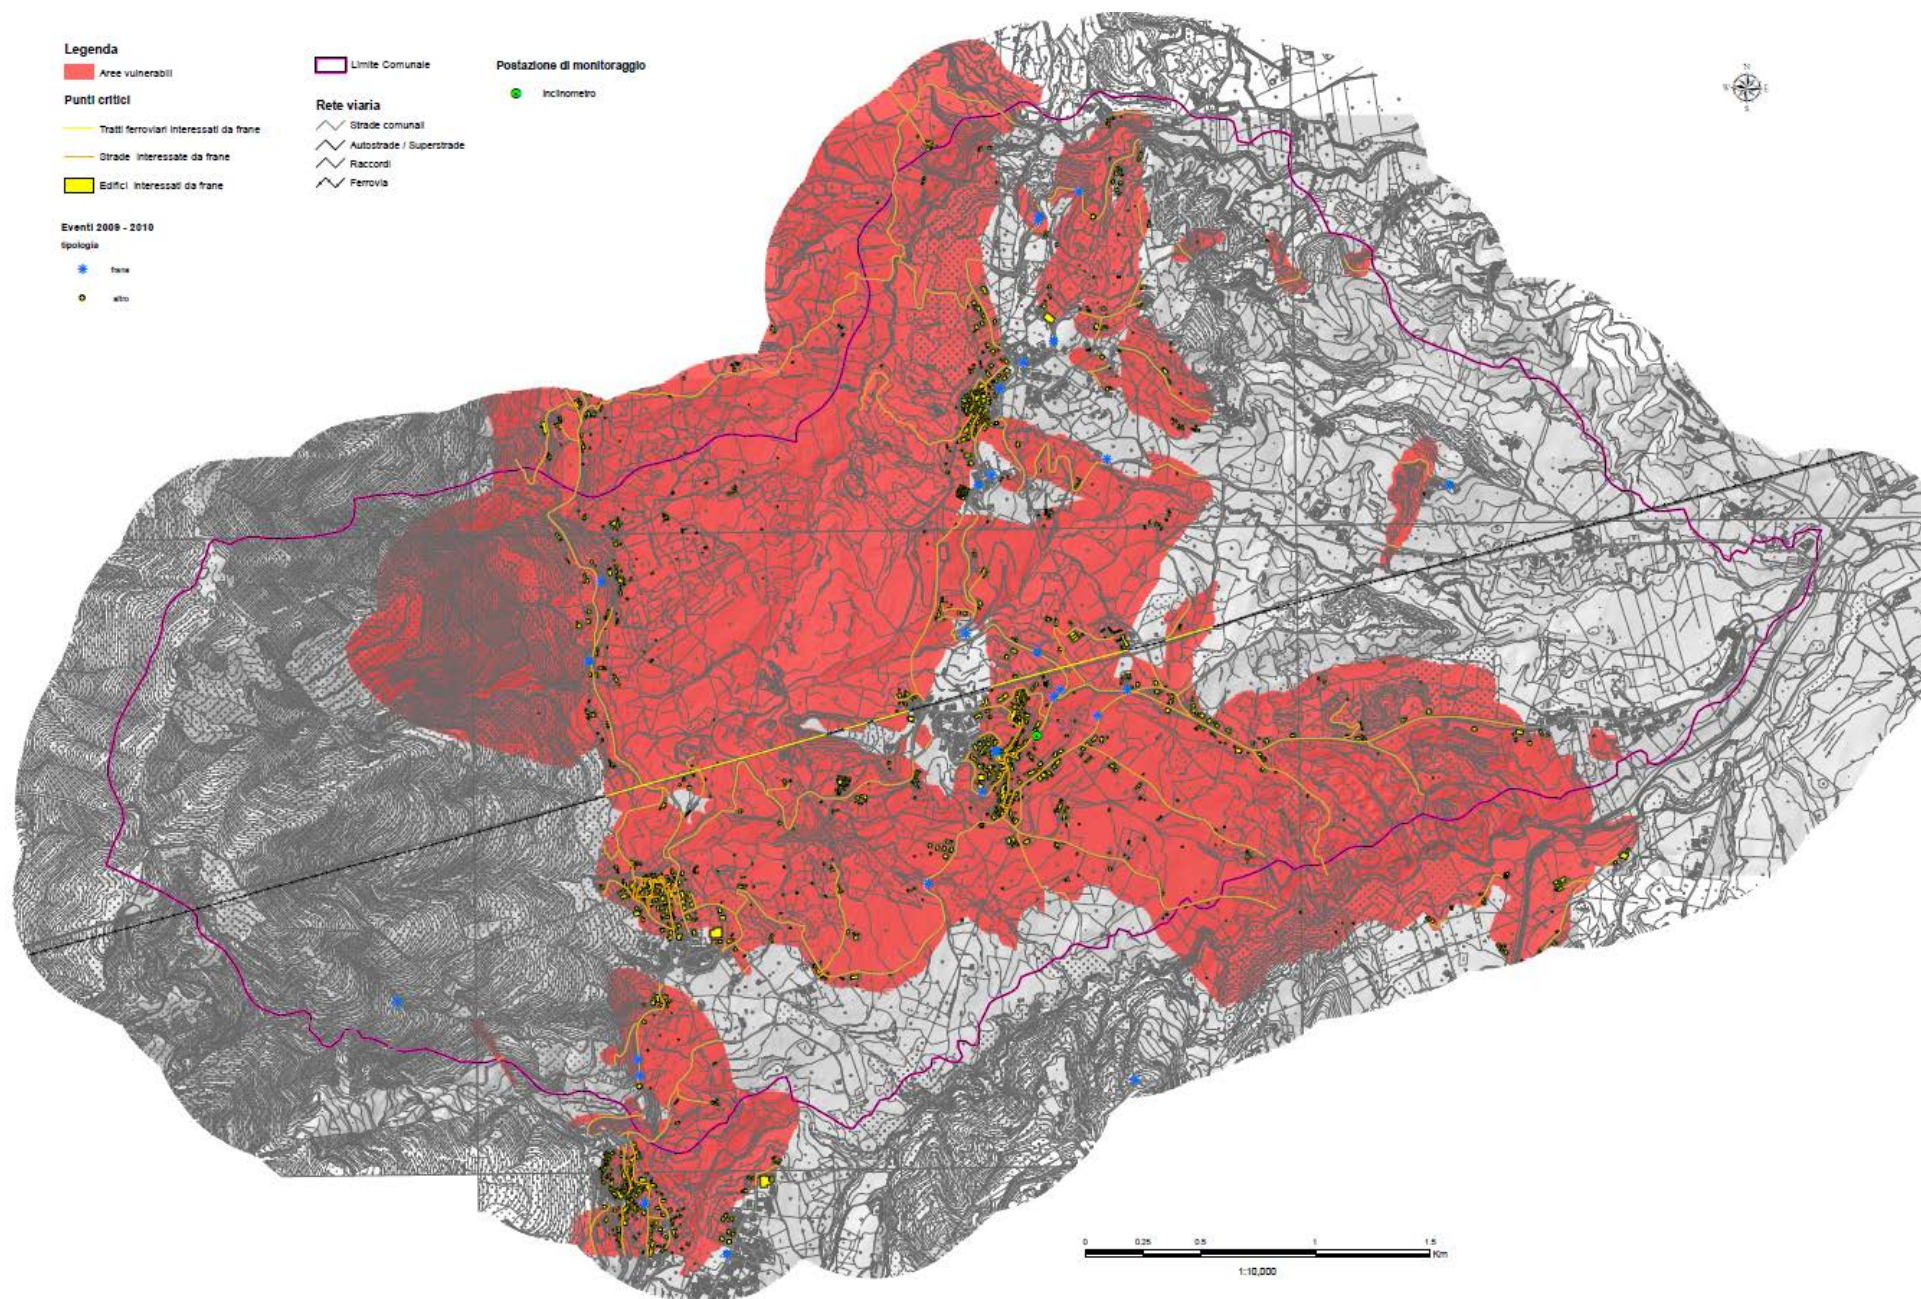 Legenda
Aree vulnerabili
Punti critici
Tratti ferroviari interessati da frane
Strade interessate da frane
Edifici interessati da frane
Eventi 2009 - 2010
tipologia
frana
altro
Limite Comunale
Rete viaria
Strade comunali
Autostrade / Superstrade
Raccordi
Ferrovia
Postazione di monitoraggio
Inclinometro
N
W E
S
0 0.25 0.5 1 1.5
Km
1:10,000